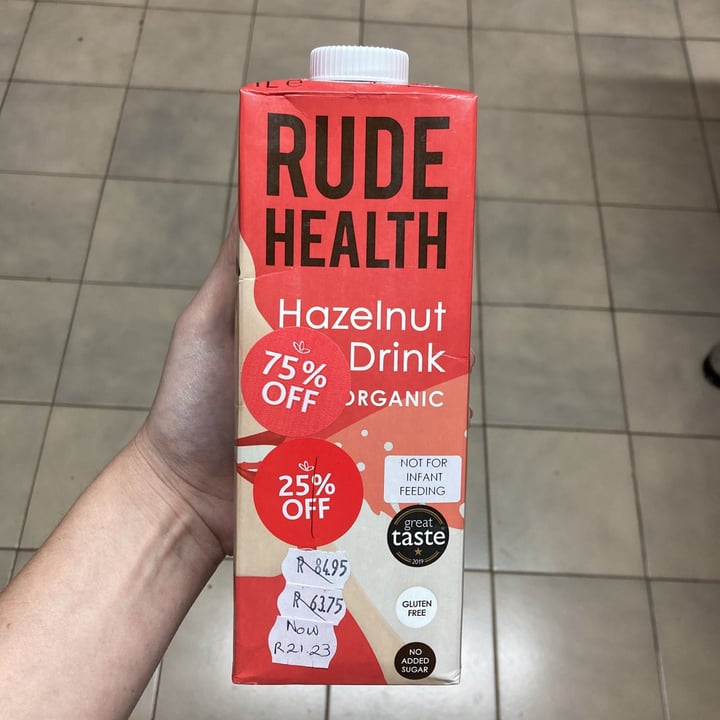 1L e
RUDE
HEALTH
Hazelnut
Drink
ORGANIC
75%
OFF
25%
OFF
NOT FOR
INFANT
FEEDING
great
taste
2019
R 84.95
R 63.75
Now
R21.23
GLUTEN
FREE
NO
ADDED
SUGAR